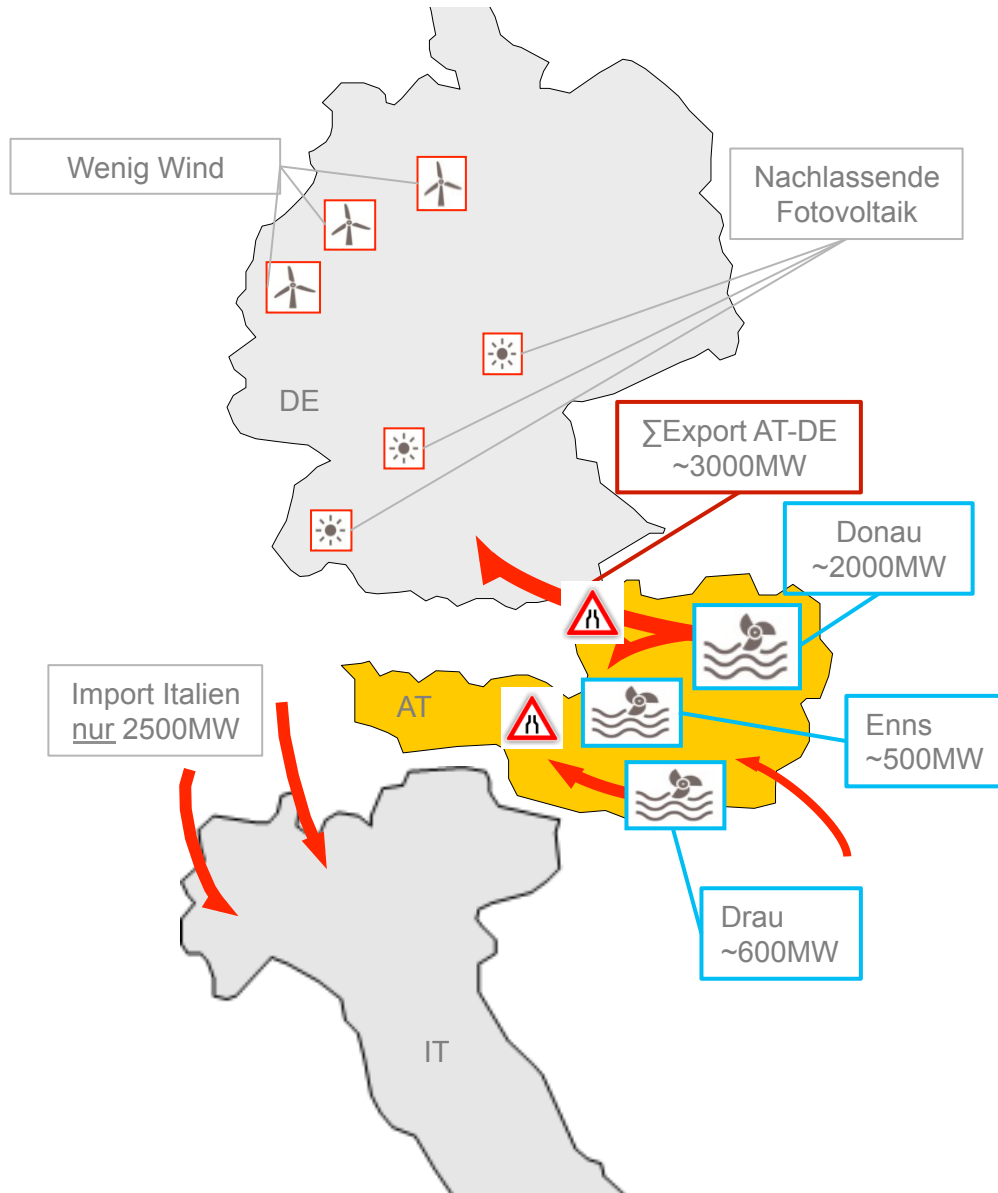 Wenig Wind
Nachlassende
Fotovoltaik
DE
∑Export AT-DE
~3000MW
Donau
~2000MW
Import Italien
nur 2500MW
AT
Enns
~500MW
Drau
~600MW
IT